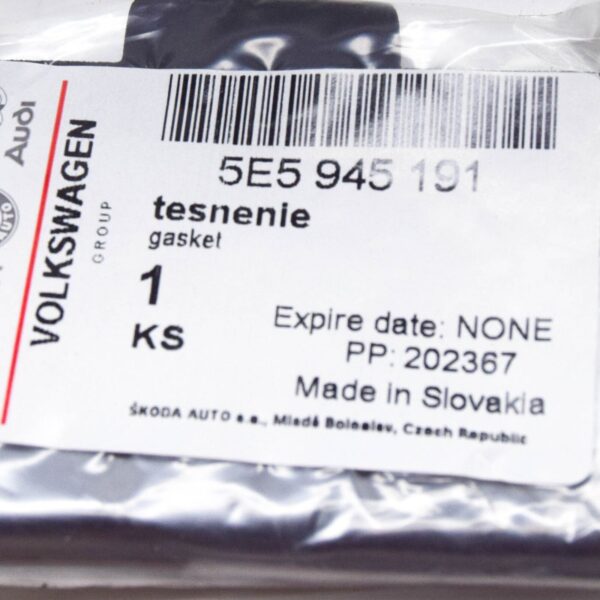 Audi
AUTO
VOLKSWAGEN
GROUP
5E5 945 191
tesnenie
gasket
1
KS
Expire date: NONE
PP: 202367
Made in Slovakia
ŠKODA AUTO a.s., Mladá Boleslav, Czech Republic